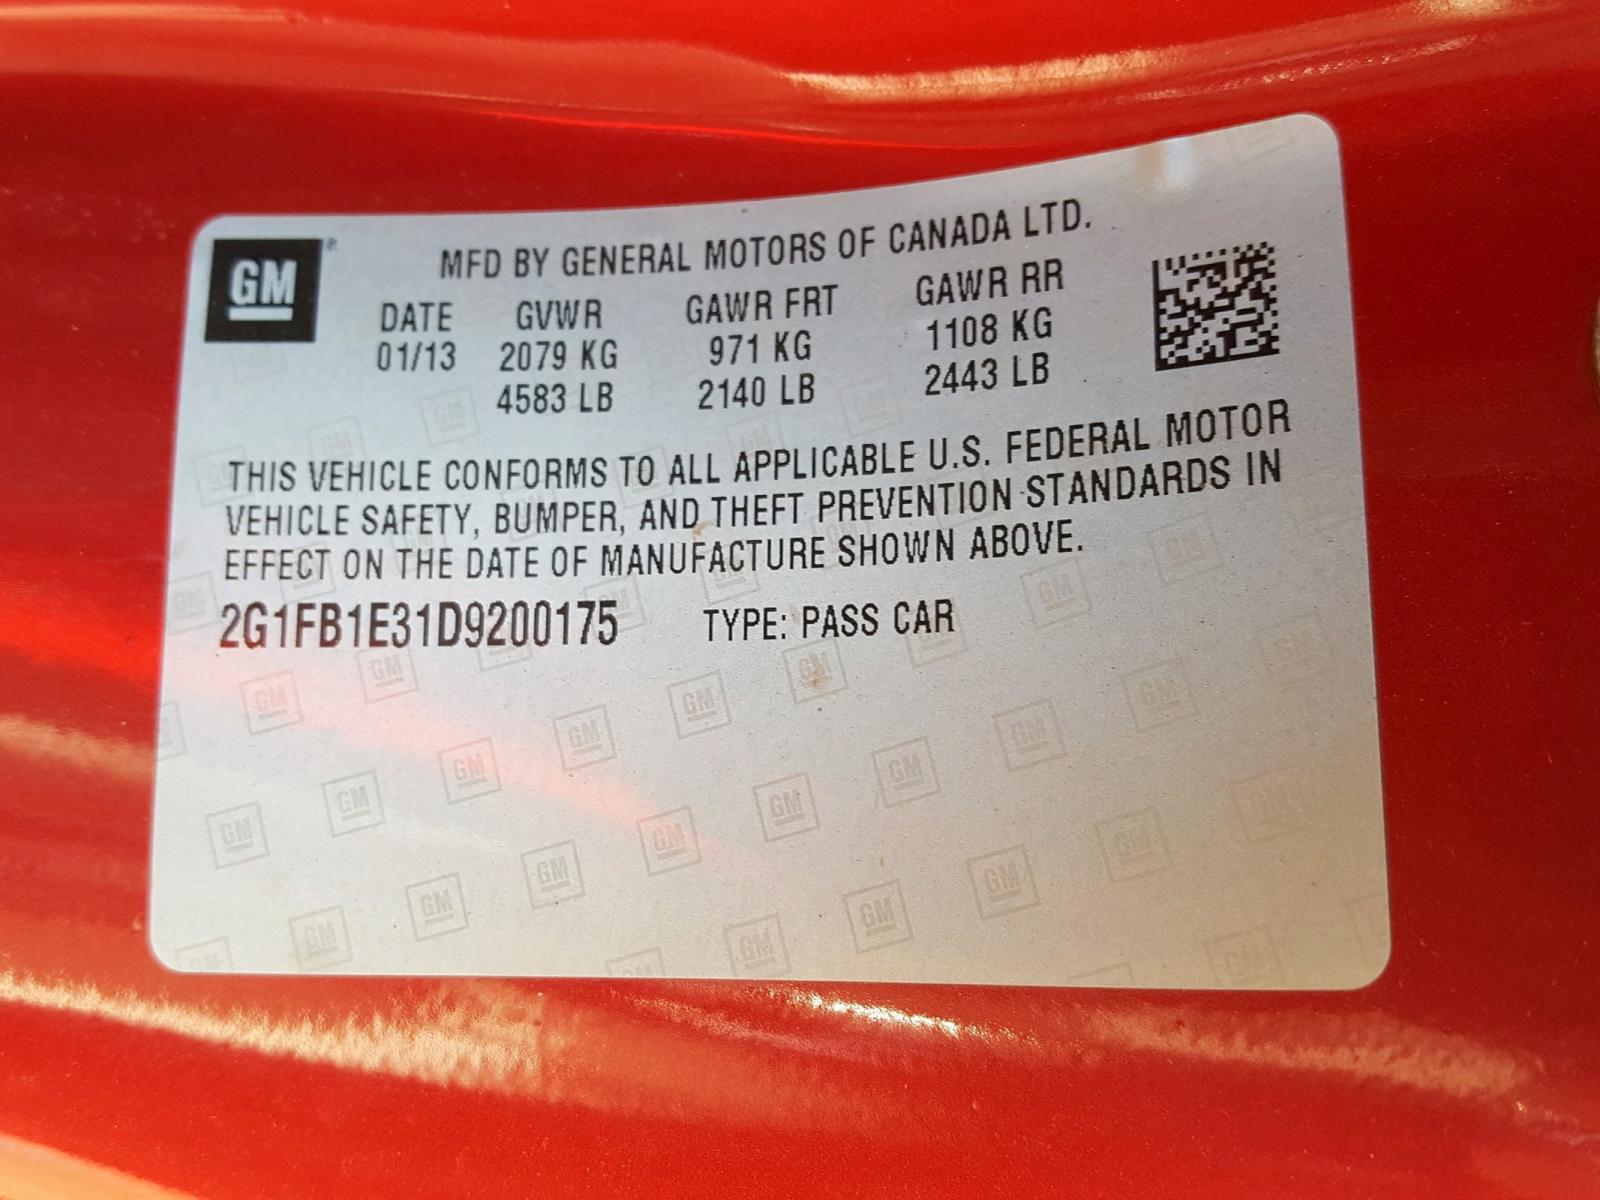 GM
MFD BY GENERAL MOTORS OF CANADA LTD.
DATE GVWR GAWR FRT GAWR RR
01/13 2079 KG 971 KG 1108 KG
4583 LB 2140 LB 2443 LB
THIS VEHICLE CONFORMS TO ALL APPLICABLE U.S. FEDERAL MOTOR
VEHICLE SAFETY, BUMPER, AND THEFT PREVENTION STANDARDS IN
EFFECT ON THE DATE OF MANUFACTURE SHOWN ABOVE.
2G1FB1E31D9200175 TYPE: PASS CAR